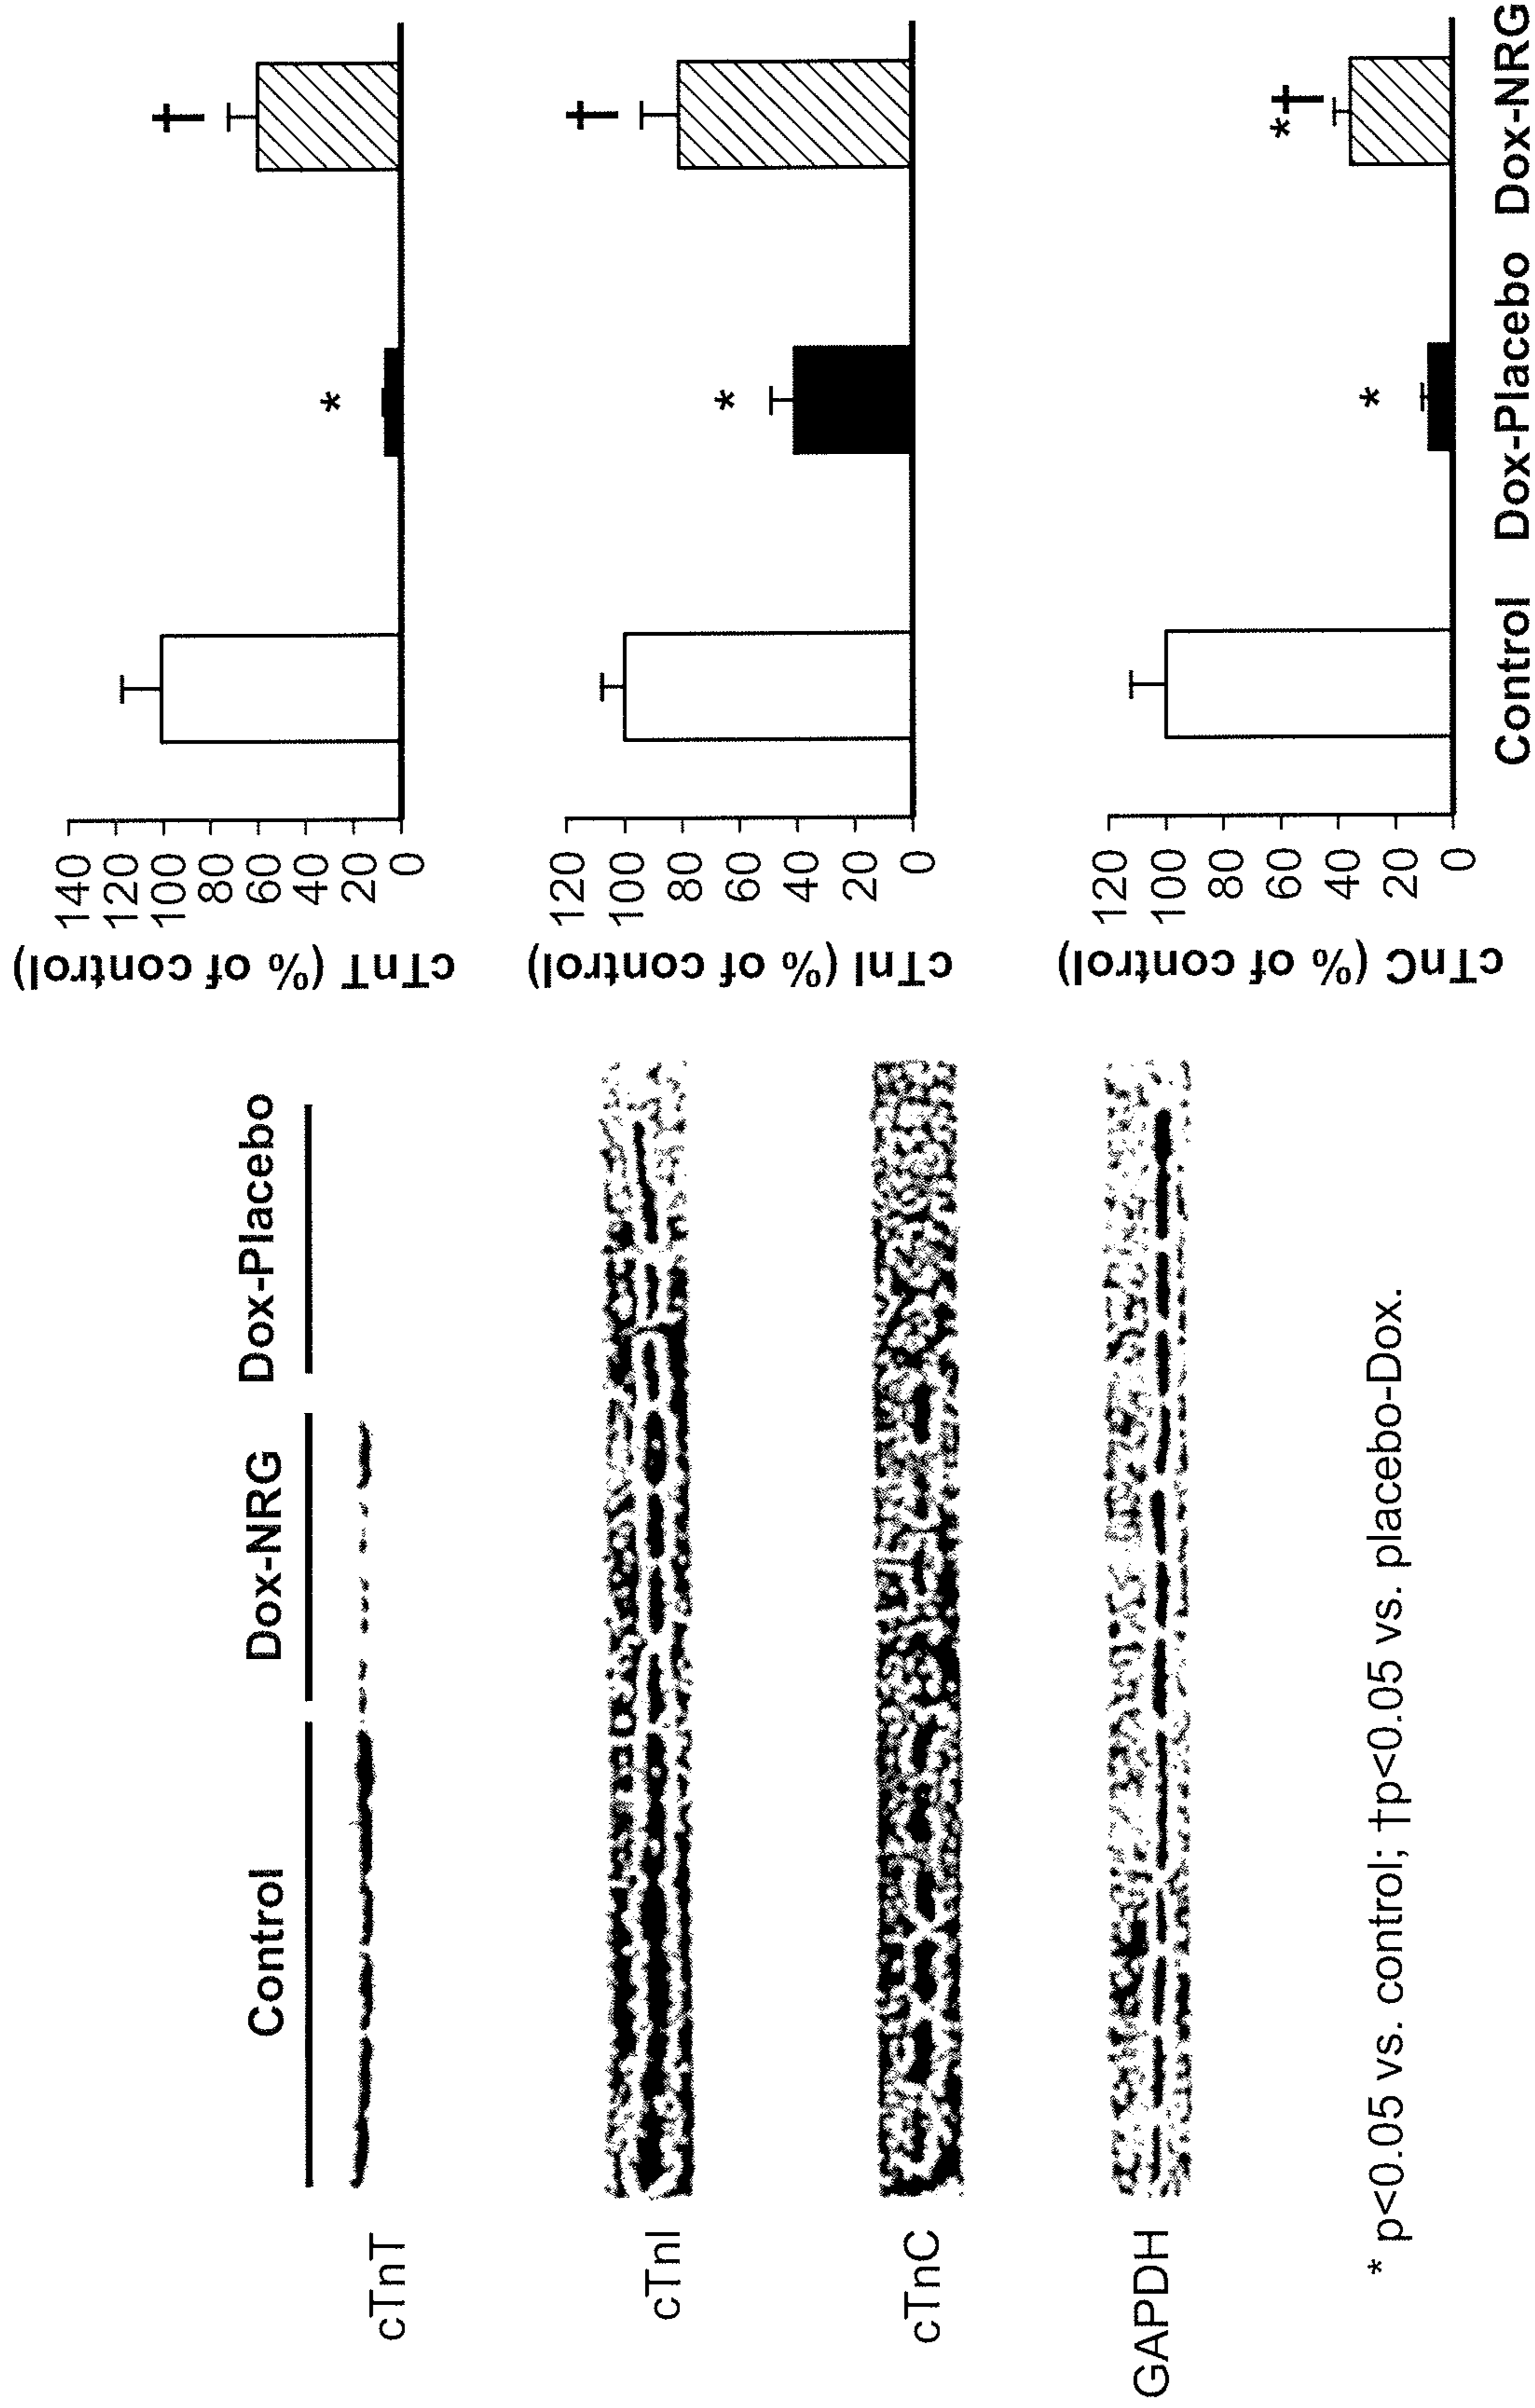 Control Dox-NRG Dox-Placebo
cTnT
cTnI
cTnC
GAPDH
* p<0.05 vs. control; †p<0.05 vs. placebo-Dox.
cTnT (% of control)
140
120
100
80
60
40
20
0
*
†
cTnI (% of control)
120
100
80
60
40
20
0
*
†
cTnC (% of control)
120
100
80
60
40
20
0
*
*†
Control Dox-Placebo Dox-NRG